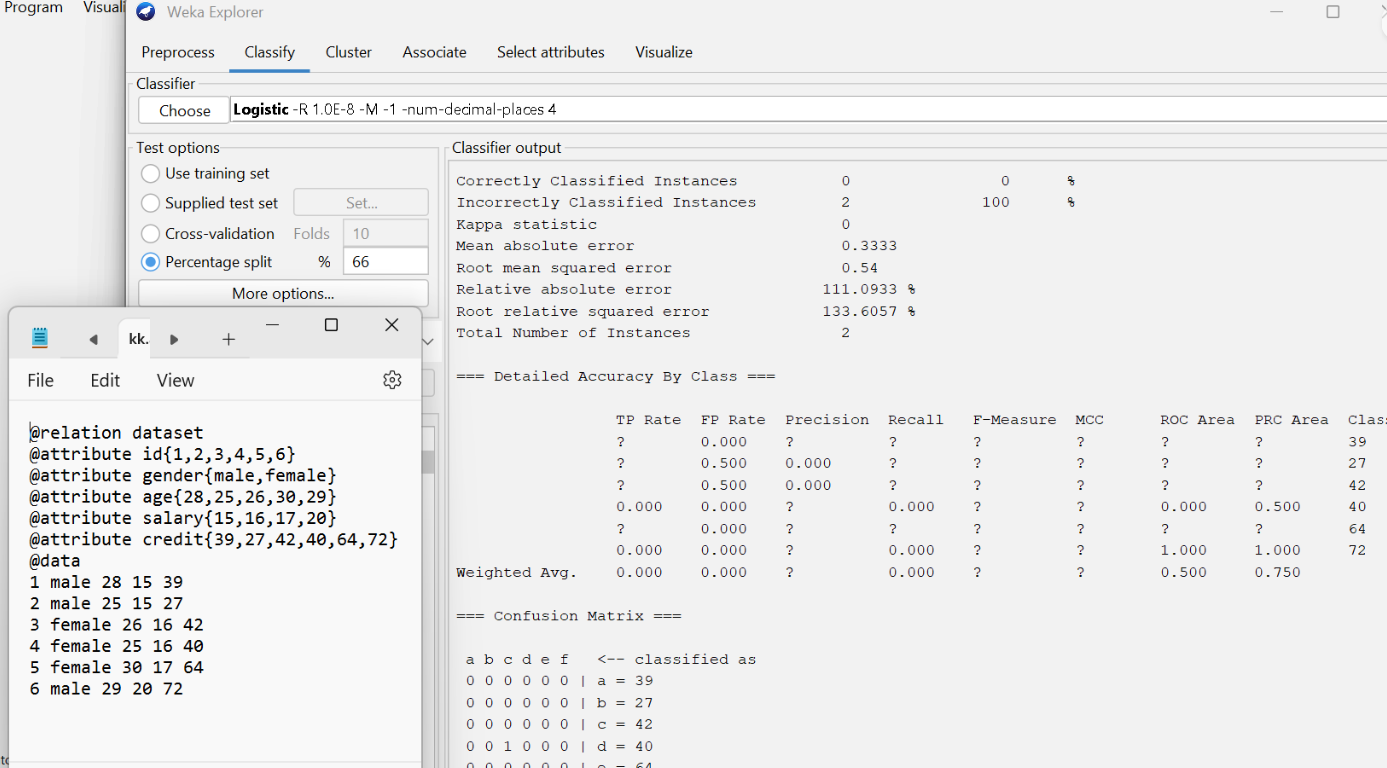 Program Visuali
Weka Explorer
Preprocess Classify Cluster Associate Select attributes Visualize
Classifier
Choose Logistic -R 1.0E-8 -M -1 -num-decimal-places 4
Test options
Use training set
Supplied test set Set...
Cross-validation Folds 10
Percentage split % 66
More options...
Classifier output
Correctly Classified Instances 0 0 %
Incorrectly Classified Instances 2 100 %
Kappa statistic 0
Mean absolute error 0.3333
Root mean squared error 0.54
Relative absolute error 111.0933 %
Root relative squared error 133.6057 %
Total Number of Instances 2
=== Detailed Accuracy By Class ===
TP Rate FP Rate Precision Recall F-Measure MCC ROC Area PRC Area Clas
? 0.000 ? ? ? ? ? ? 39
? 0.500 0.000 ? ? ? ? ? 27
? 0.500 0.000 ? ? ? ? ? 42
0.000 0.000 ? 0.000 ? ? 0.000 0.500 40
? 0.000 ? ? ? ? ? ? 64
0.000 0.000 ? 0.000 ? ? 1.000 1.000 72
Weighted Avg. 0.000 0.000 ? 0.000 ? ? 0.500 0.750
=== Confusion Matrix ===
a b c d e f <-- classified as
0 0 0 0 0 0 | a = 39
0 0 0 0 0 0 | b = 27
0 0 0 0 0 0 | c = 42
0 0 1 0 0 0 | d = 40
0 0 0 0 0 0 | e = 64
kk.
File Edit View
@relation dataset
@attribute id{1,2,3,4,5,6}
@attribute gender{male,female}
@attribute age{28,25,26,30,29}
@attribute salary{15,16,17,20}
@attribute credit{39,27,42,40,64,72}
@data
1 male 28 15 39
2 male 25 15 27
3 female 26 16 42
4 female 25 16 40
5 female 30 17 64
6 male 29 20 72